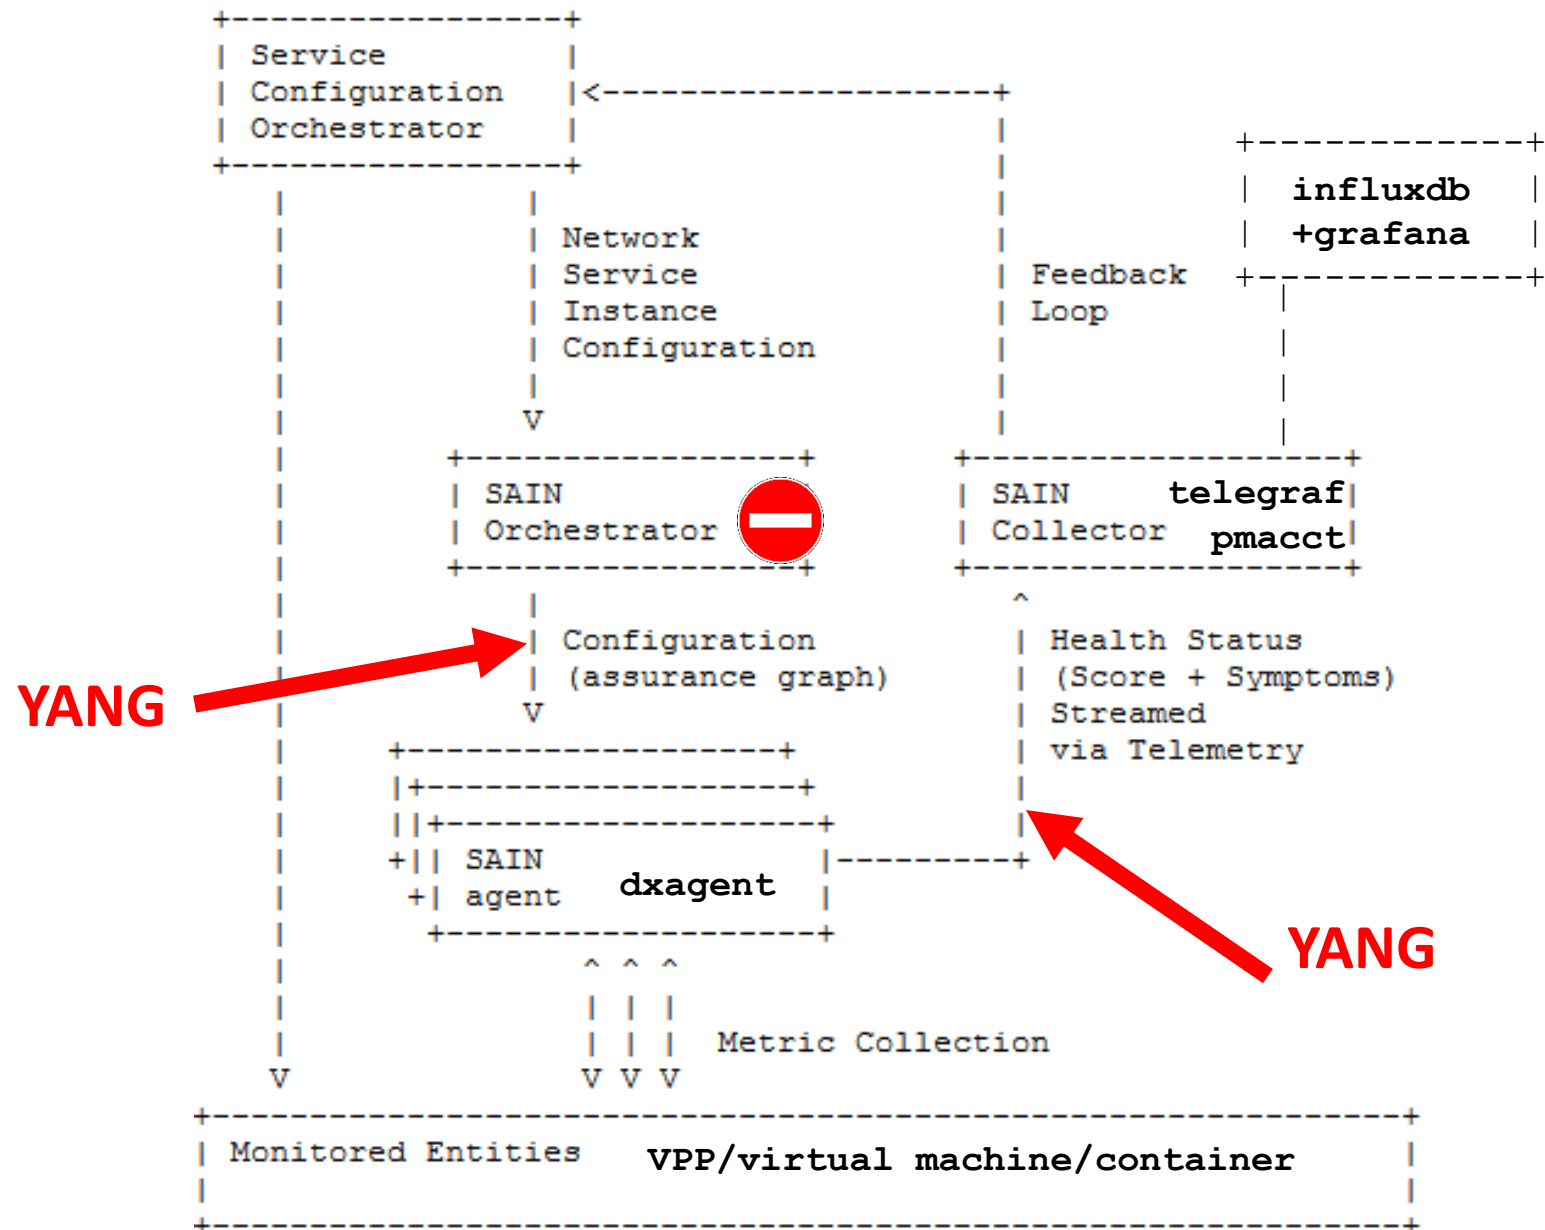 Service
Configuration
Orchestrator
influxdb
+grafana
Network
Service
Instance
Configuration
Feedback
Loop
SAIN
Orchestrator
SAIN telegraf
Collector pmacct
Configuration
(assurance graph)
Health Status
(Score + Symptoms)
Streamed
via Telemetry
YANG
SAIN
agent
dxagent
YANG
Metric Collection
Monitored Entities VPP/virtual machine/container